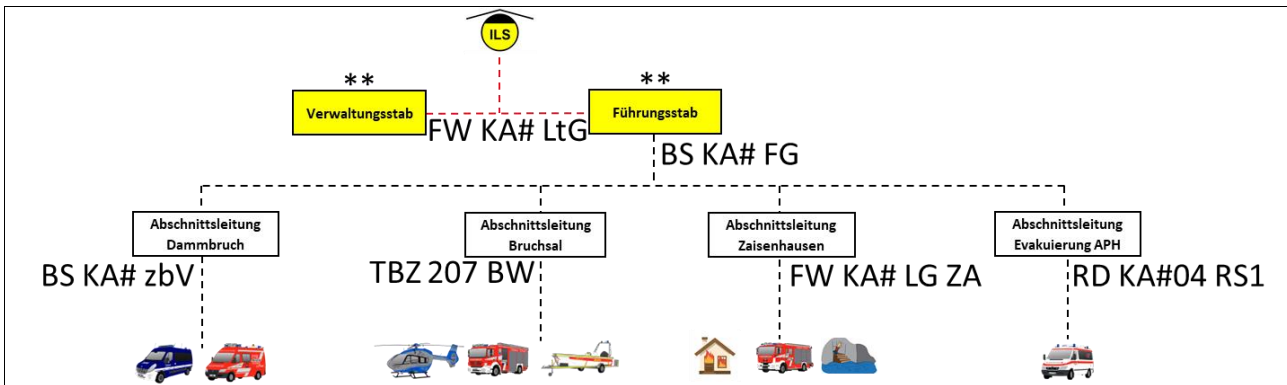 ILS
** **
Verwaltungsstab Führungsstab
FW KA# LtG
BS KA# FG
Abschnittsleitung
Dammbruch
Abschnittsleitung
Bruchsal
Abschnittsleitung
Zaisenhausen
Abschnittsleitung
Evakuierung APH
BS KA# zbV
TBZ 207 BW
FW KA# LG ZA
RD KA#04 RS1